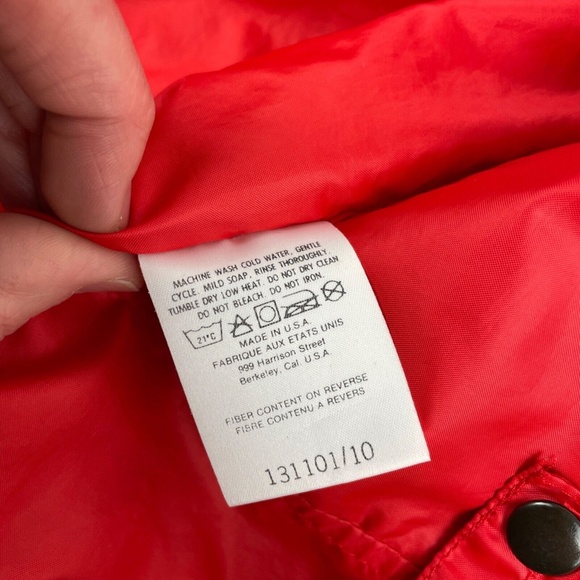 MACHINE WASH COLD WATER, GENTLE
CYCLE. MILD SOAP, RINSE THOROUGHLY.
TUMBLE DRY LOW HEAT. DO NOT DRY CLEAN
DO NOT BLEACH. DO NOT IRON.
21°C
MADE IN U.S.A.
FABRIQUE AUX ETATS UNIS
999 Harrison Street
Berkeley, Cal. U.S.A.
FIBER CONTENT ON REVERSE
FIBRE CONTENU A REVERS
131101/10